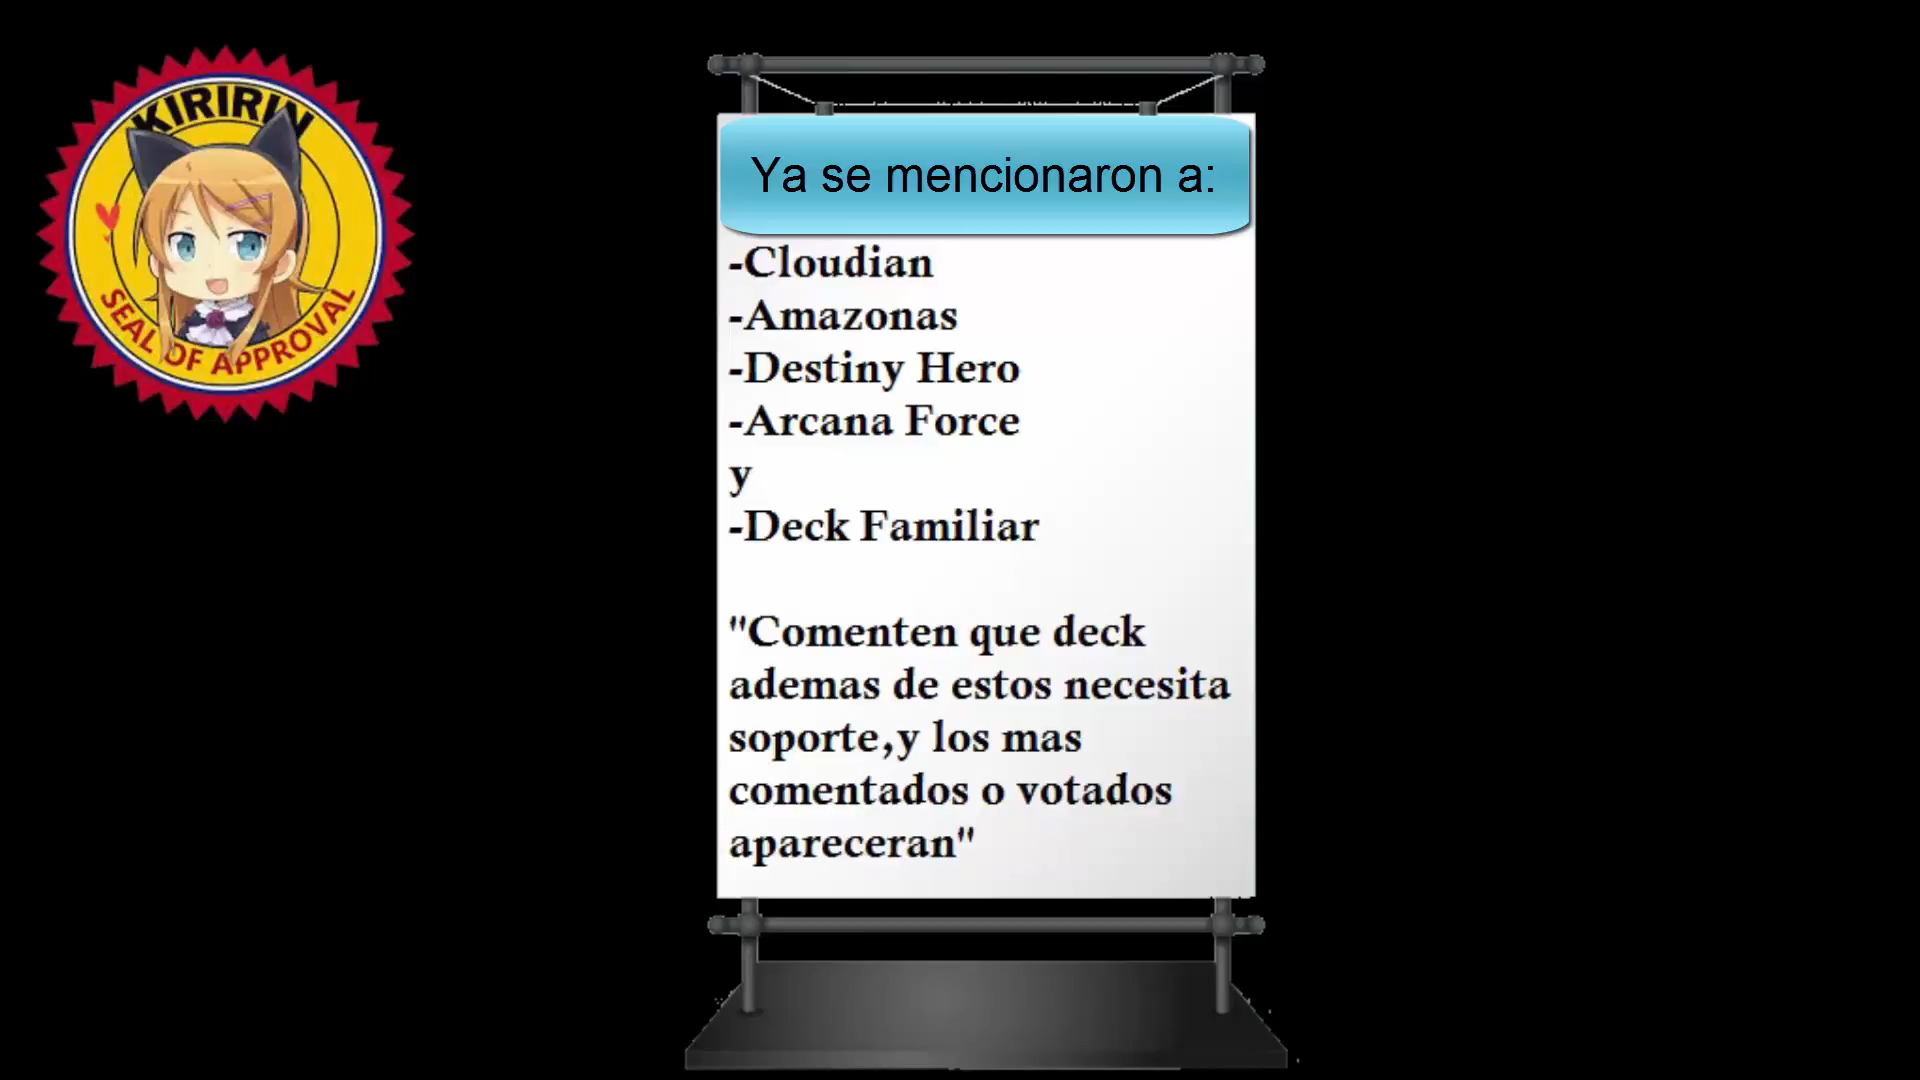 KIRIRIN
SEAL OF APPROVAL
Ya se mencionaron a:
-Cloudian
-Amazonas
-Destiny Hero
-Arcana Force
y
-Deck Familiar
"Comenten que deck
ademas de estos necesita
soporte,y los mas
comentados o votados
apareceran"